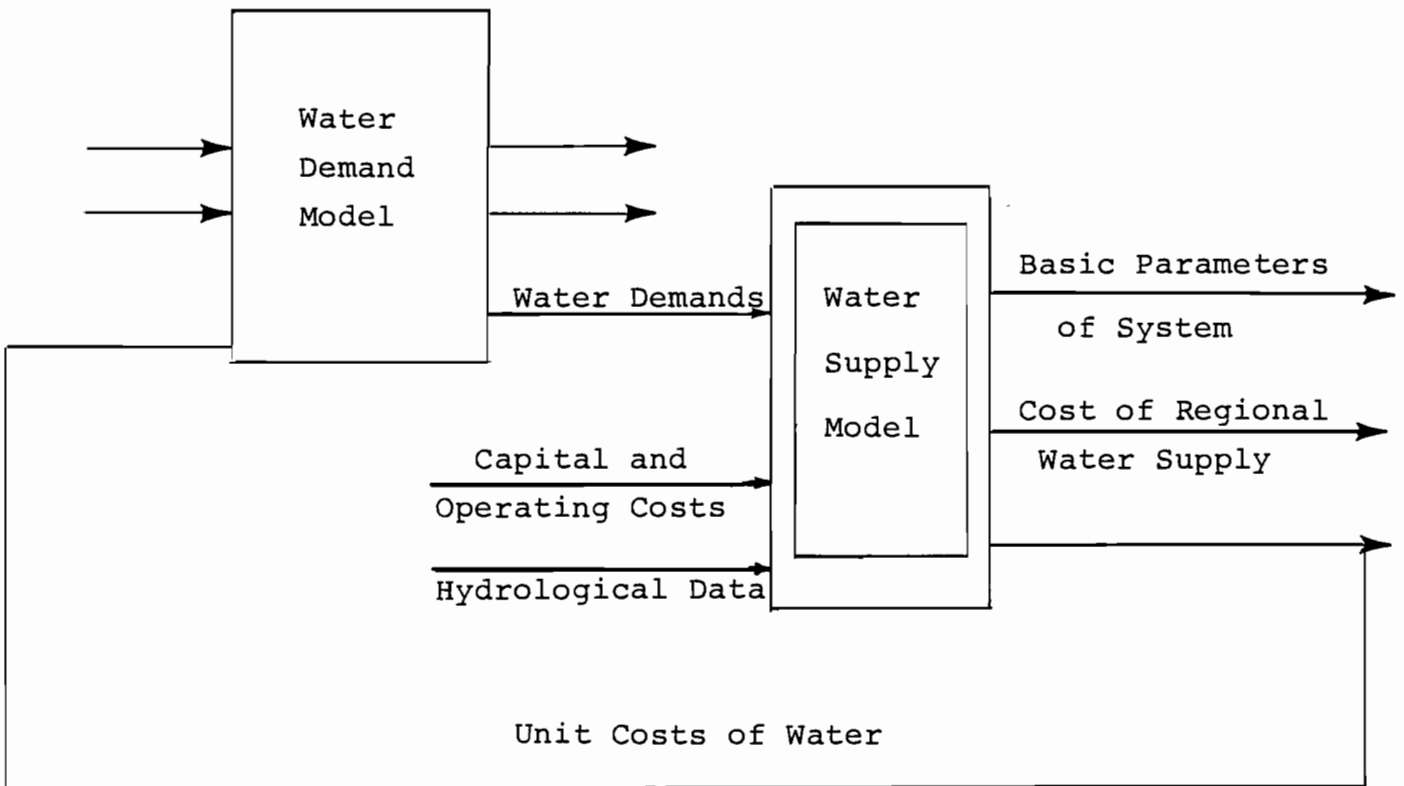 Water
Demand
Model
Water Demands
Water
Supply
Model
Basic Parameters
of System
Cost of Regional
Water Supply
Capital and
Operating Costs
Hydrological Data
Unit Costs of Water